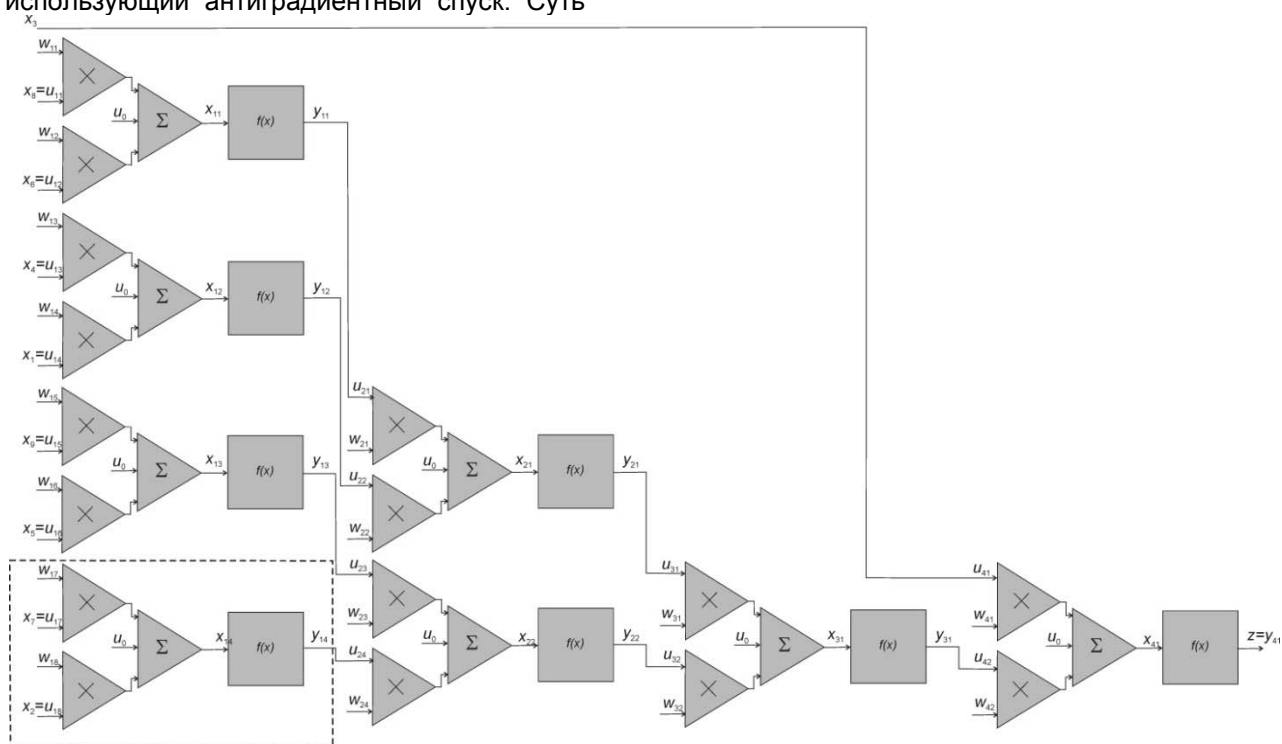 использующий антиградиентный спуск. Суть
x₃
w₁₁
x₈=u₁₁
u₀
Σ
x₁₁
f(x)
y₁₁
w₁₂
x₆=u₁₂
w₁₃
x₄=u₁₃
u₀
Σ
x₁₂
f(x)
y₁₂
w₁₄
x₁=u₁₄
w₁₅
x₉=u₁₅
u₀
Σ
x₁₃
f(x)
y₁₃
w₁₆
x₅=u₁₆
w₁₇
x₇=u₁₇
u₀
Σ
x₁₄
f(x)
y₁₄
w₁₈
x₂=u₁₈
u₂₁
w₂₁
u₀
Σ
x₂₁
f(x)
y₂₁
u₂₂
w₂₂
u₂₃
w₂₃
u₀
Σ
x₂₂
f(x)
y₂₂
u₂₄
w₂₄
u₃₁
w₃₁
u₀
Σ
x₃₁
f(x)
y₃₁
u₃₂
w₃₂
u₄₁
w₄₁
u₀
Σ
x₄₁
f(x)
z=y₄₁
u₄₂
w₄₂